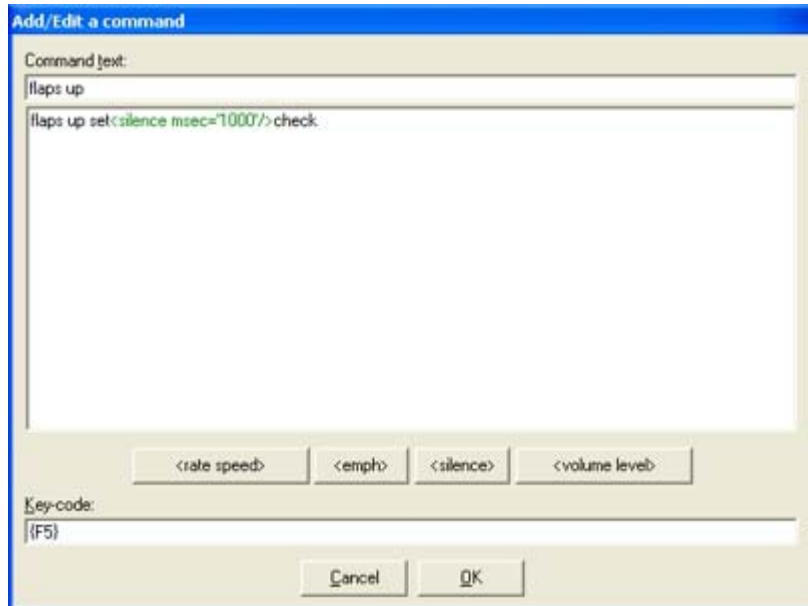 Add/Edit a command
Command text:
flaps up
flaps up set<silence msec='1000'/>check
<rate speed> <emph> <silence> <volume level>
Key-code:
{F5}
Cancel OK